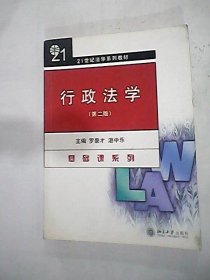 21
21世纪法学系列教材
行政法学
(第二版)
主编 罗豪才 湛中乐
基础课系列
LAW
北京大学出版社